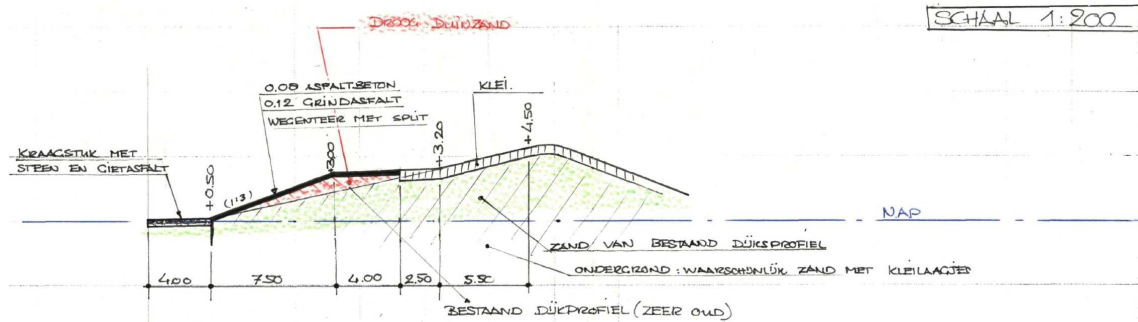 SCHAAL 1:200
DROOG DUINZAND
0.08 ASFALTBETON
0.12 GRINDASFALT
WEGENTEER MET SPLIT
KLEI.
KRAAGSTUK MET
STEEN EN GIETASFALT
+0.50
(1:3)
3.00
+3.20
+4.50
NAP
ZAND VAN BESTAAND DIJKSPROFIEL
ONDERGROND : WAARSCHIJNLIJK ZAND MET KLEILAAGJES
4.00 7.50 4.00 2.50 5.50
BESTAAND DIJKPROFIEL (ZEER OUD)